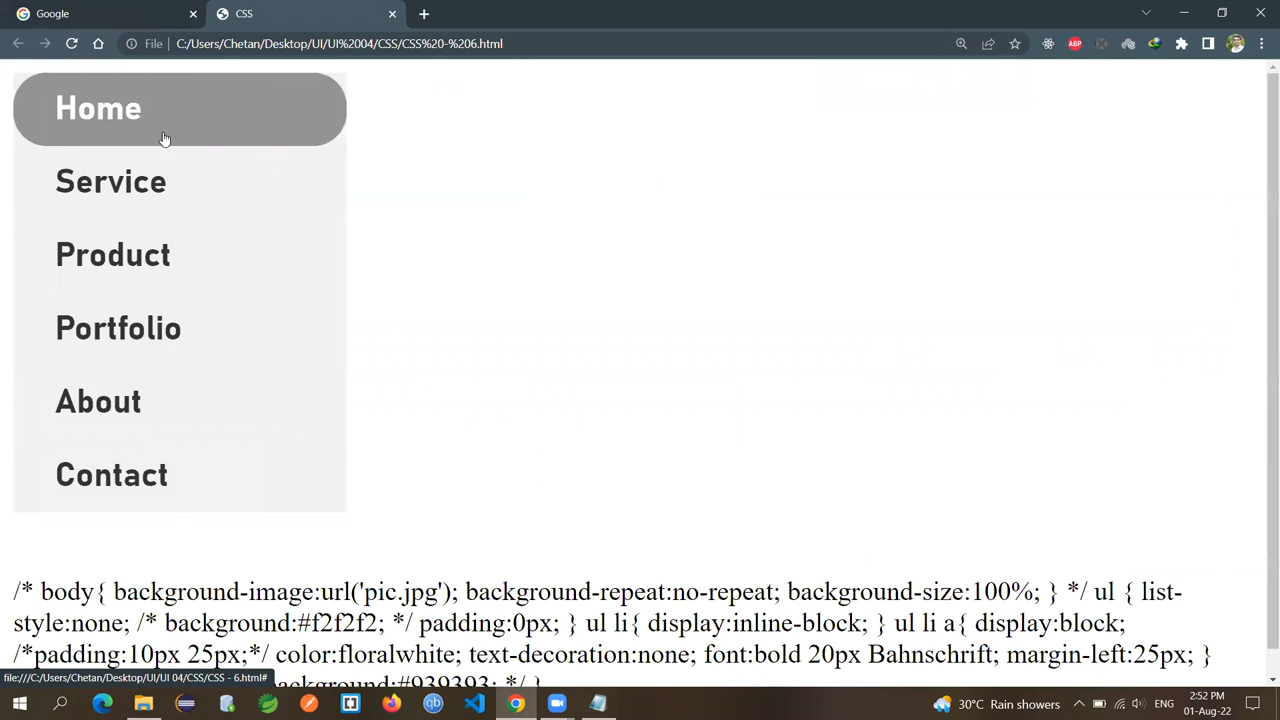 Google
CSS
File C:/Users/Chetan/Desktop/UI/UI%2004/CSS/CSS%20-%206.html
ABP
Home
Service
Product
Portfolio
About
Contact
/* body{ background-image:url('pic.jpg'); background-repeat:no-repeat; background-size:100%; } */ ul { list-
style:none; /* background:#f2f2f2; */ padding:0px; } ul li{ display:inline-block; } ul li a{ display:block;
/*padding:10px 25px;*/ color:floralwhite; text-decoration:none; font:bold 20px Bahnschrift; margin-left:25px; }
file:///C:/Users/Chetan/Desktop/UI/UI 04/CSS/CSS - 6.html#
background:#939393; */ }
qb
30°C Rain showers
ENG
2:52 PM
01-Aug-22